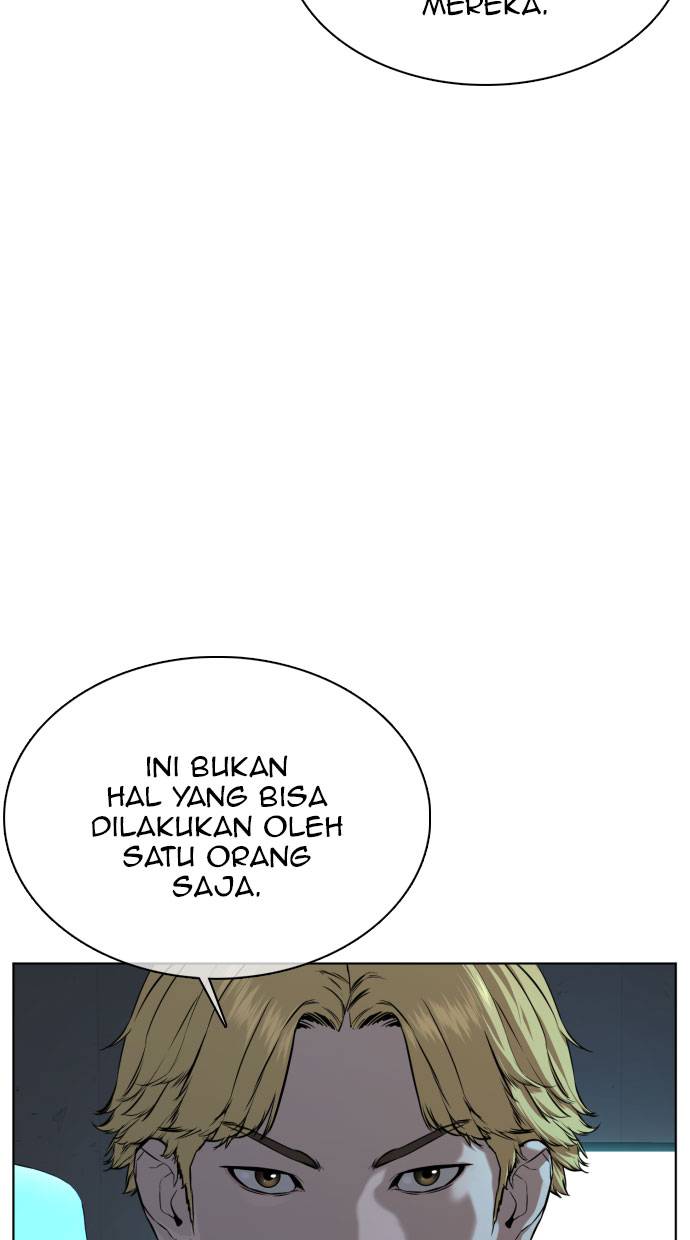 MEREKA.
INI BUKAN
HAL YANG BISA
DILAKUKAN OLEH
SATU ORANG
SAJA.